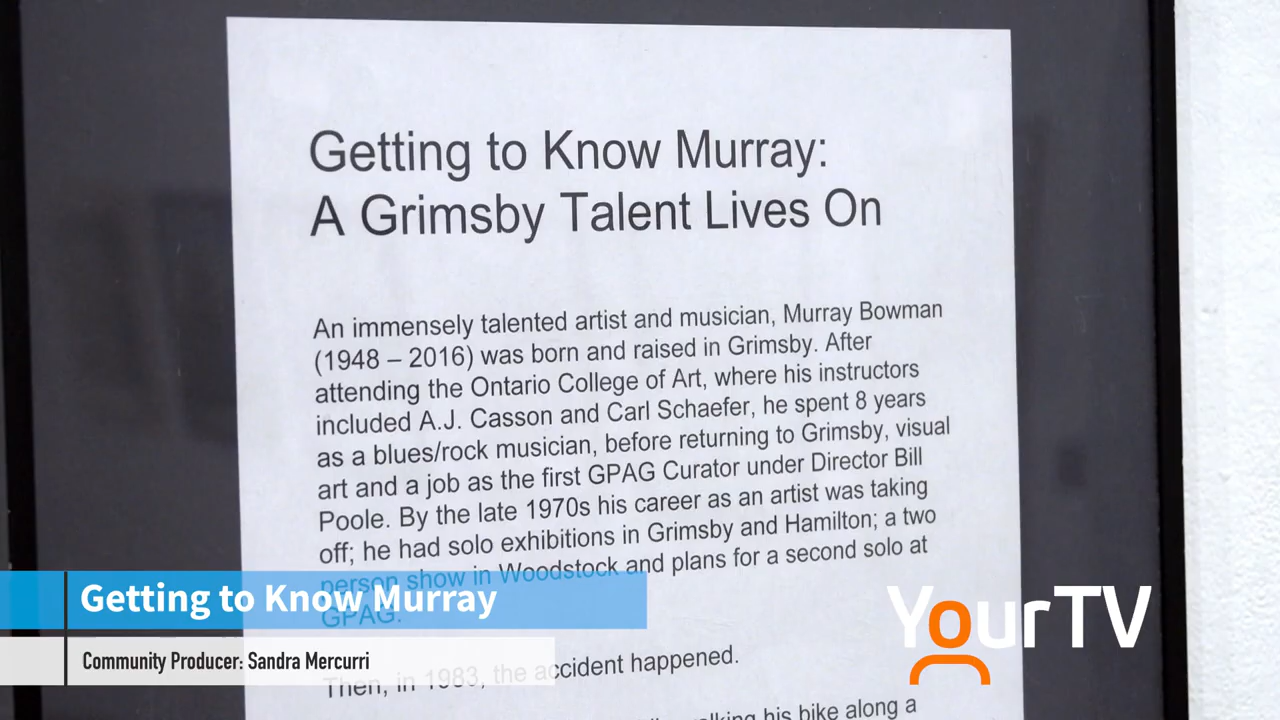 Getting to Know Murray:
A Grimsby Talent Lives On
An immensely talented artist and musician, Murray Bowman
(1948 – 2016) was born and raised in Grimsby. After
attending the Ontario College of Art, where his instructors
included A.J. Casson and Carl Schaefer, he spent 8 years
as a blues/rock musician, before returning to Grimsby, visual
art and a job as the first GPAG Curator under Director Bill
Poole. By the late 1970s his career as an artist was taking
off; he had solo exhibitions in Grimsby and Hamilton; a two
person show in Woodstock and plans for a second solo at
GPAG.
Then, in 1983, the accident happened.
his bike along a
Getting to Know Murray
Community Producer: Sandra Mercurri
YourTV